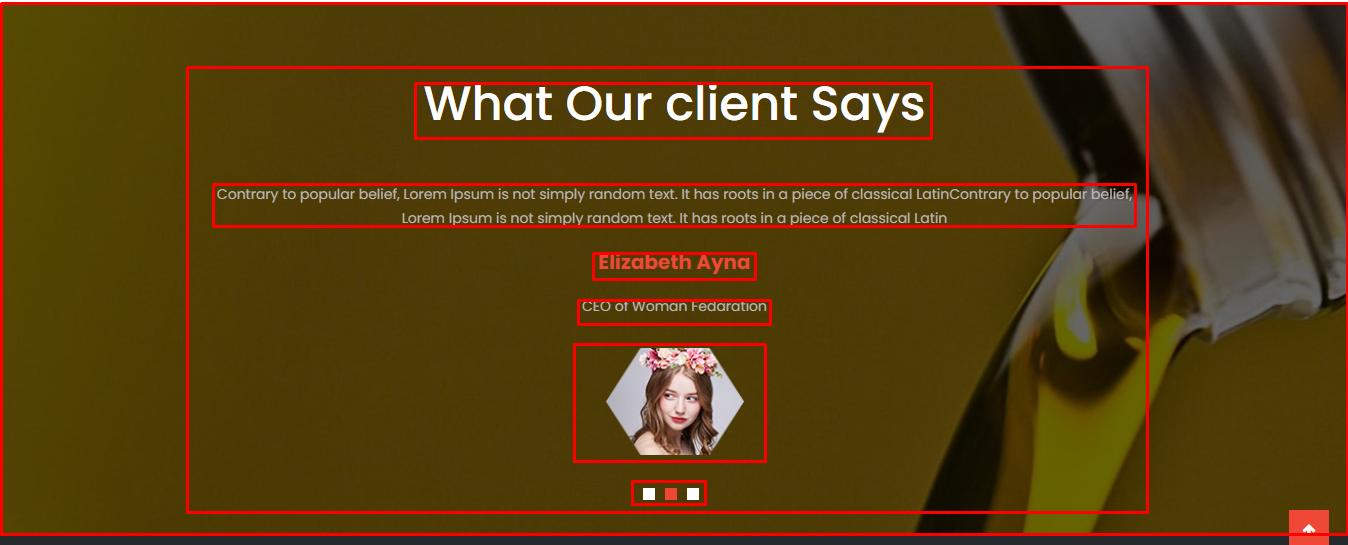 What Our client Says
Contrary to popular belief, Lorem Ipsum is not simply random text. It has roots in a piece of classical LatinContrary to popular belief,
Lorem Ipsum is not simply random text. It has roots in a piece of classical Latin
Elizabeth Ayna
CEO of Woman Fedaration